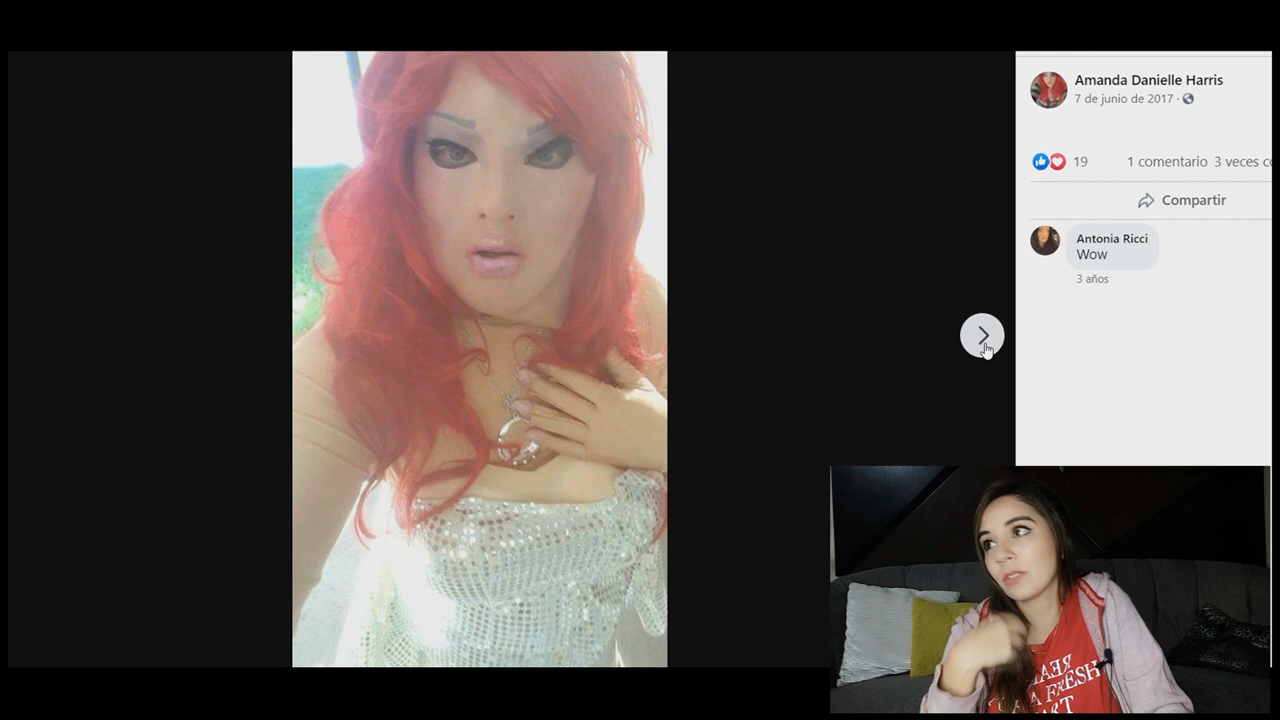 Amanda Danielle Harris
7 de junio de 2017
19
1 comentario 3 veces
Compartir
Antonia Ricci
Wow
3 años
A FRESH